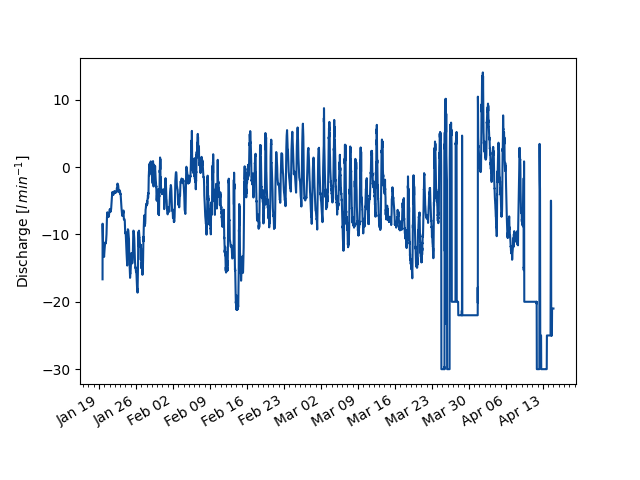 Discharge [l min⁻¹]
10
0
−10
−20
−30
Jan 19
Jan 26
Feb 02
Feb 09
Feb 16
Feb 23
Mar 02
Mar 09
Mar 16
Mar 23
Mar 30
Apr 06
Apr 13